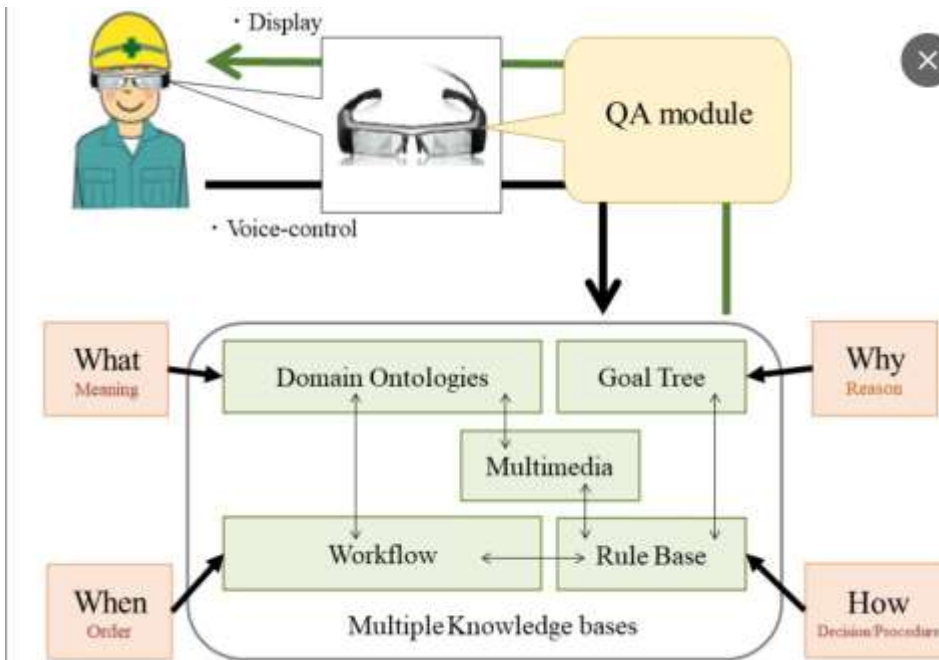 ・Display
QA module
・Voice-control
What
Meaning
Domain Ontologies
Goal Tree
Why
Reason
Multimedia
Workflow
Rule Base
When
Order
Multiple Knowledge bases
How
Decision/Procedure